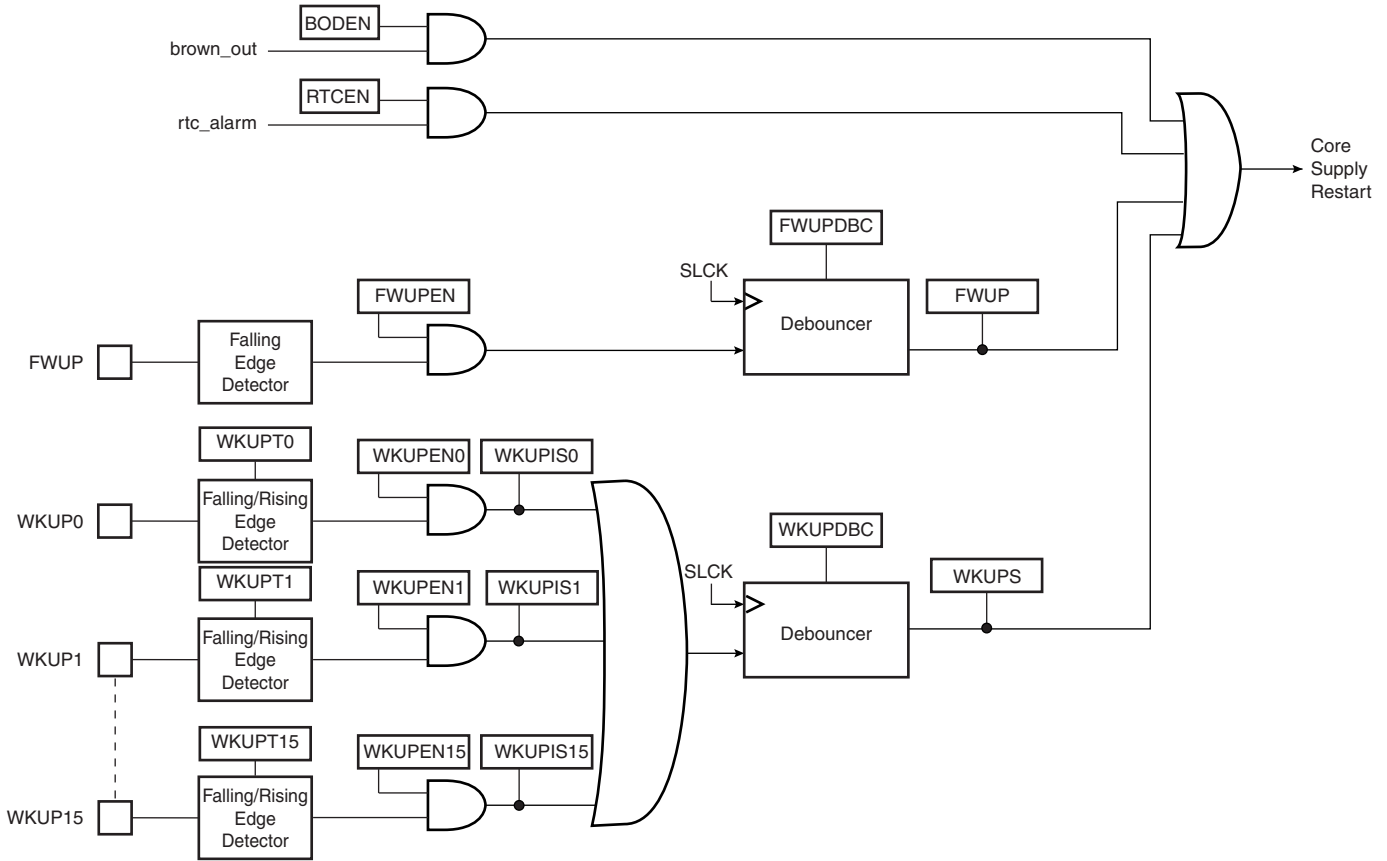 BODEN
brown_out
RTCEN
rtc_alarm
Core
Supply
Restart
FWUPDBC
SLCK
FWUPEN
FWUP
Debouncer
Falling
Edge
Detector
FWUP
WKUPT0
WKUPEN0
WKUPIS0
Falling/Rising
Edge
Detector
WKUP0
WKUPDBC
SLCK
WKUPT1
WKUPEN1
WKUPIS1
WKUPS
Falling/Rising
Edge
Detector
Debouncer
WKUP1
WKUPT15
WKUPEN15
WKUPIS15
Falling/Rising
Edge
Detector
WKUP15